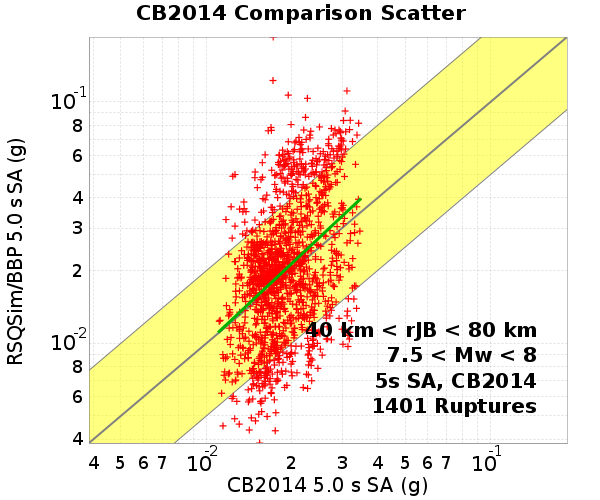 CB2014 Comparison Scatter
RSQSim/BBP 5.0 s SA (g)
10-1
8
6
4
3
2
10-2
8
6
4
40 km < rJB < 80 km
7.5 < Mw < 8
5s SA, CB2014
1401 Ruptures
4 5 6 7 10-2 2 3 4 5 6 7 10-1
CB2014 5.0 s SA (g)